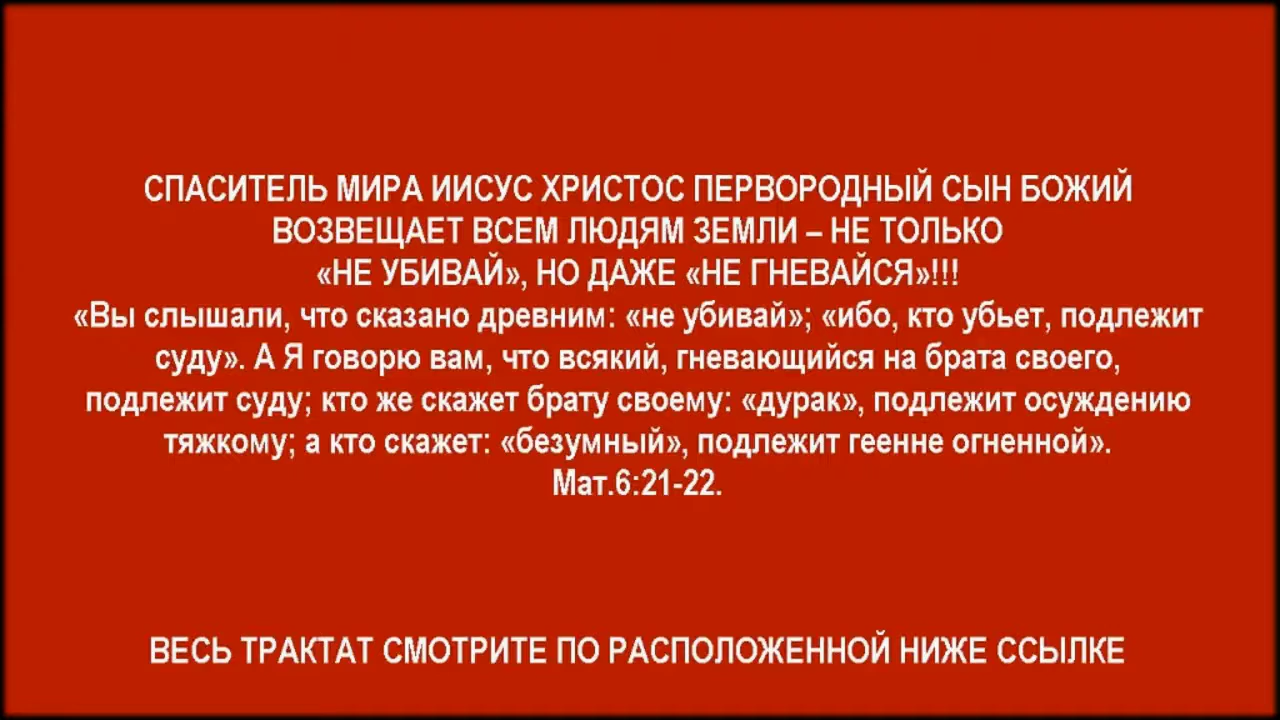 СПАСИТЕЛЬ МИРА ИИСУС ХРИСТОС ПЕРВОРОДНЫЙ СЫН БОЖИЙ
ВОЗВЕЩАЕТ ВСЕМ ЛЮДЯМ ЗЕМЛИ – НЕ ТОЛЬКО
«НЕ УБИВАЙ», НО ДАЖЕ «НЕ ГНЕВАЙСЯ»!!!
«Вы слышали, что сказано древним: «не убивай»; «ибо, кто убьет, подлежит
суду». А Я говорю вам, что всякий, гневающийся на брата своего,
подлежит суду; кто же скажет брату своему: «дурак», подлежит осуждению
тяжкому; а кто скажет: «безумный», подлежит геенне огненной».
Мат.6:21-22.
ВЕСЬ ТРАКТАТ СМОТРИТЕ ПО РАСПОЛОЖЕННОЙ НИЖЕ ССЫЛКЕ